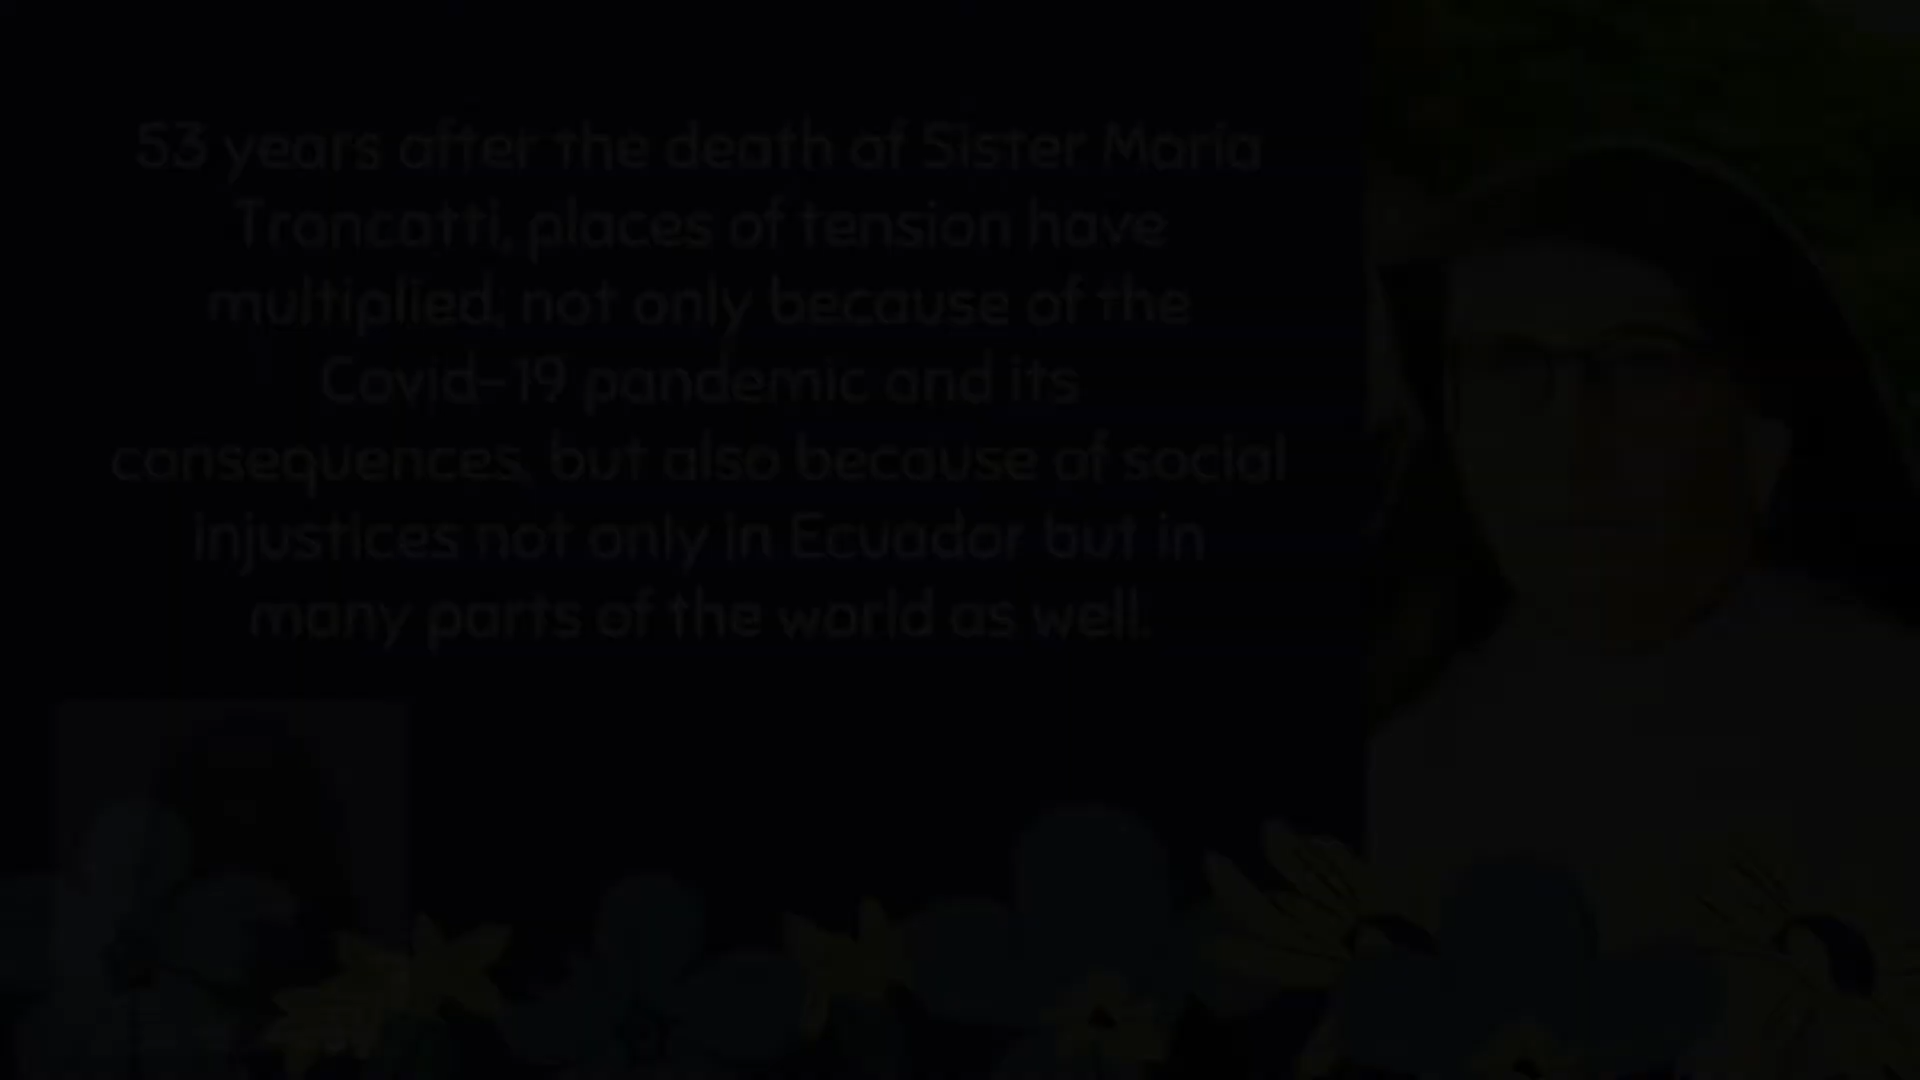 53 years after the death of Sister María
Troncatti, places of tension have
multiplied, not only because of the
Covid-19 pandemic and its
consequences, but also because of social
injustices not only in Ecuador but in
many parts of the world as well.